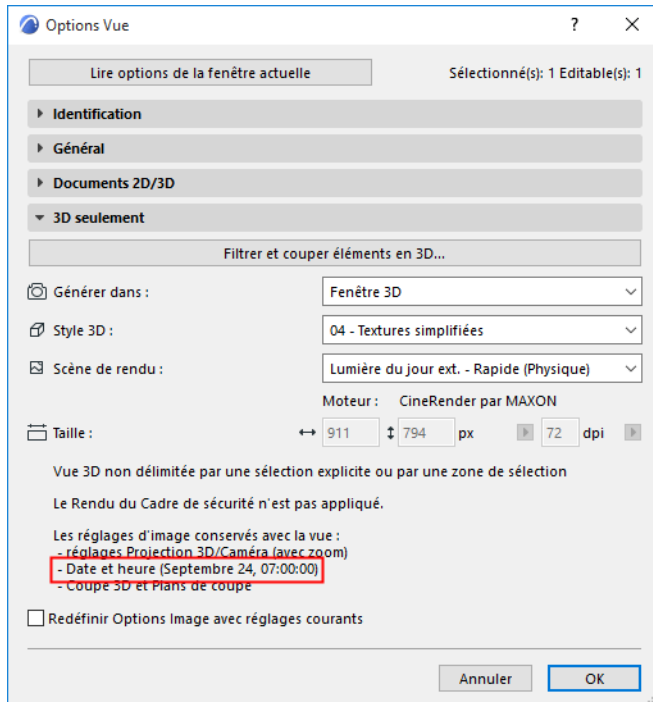 Options Vue
Lire options de la fenêtre actuelle Sélectionné(s): 1 Editable(s): 1
Identification
Général
Documents 2D/3D
3D seulement
Filtrer et couper éléments en 3D...
Générer dans : Fenêtre 3D
Style 3D : 04 - Textures simplifiées
Scène de rendu : Lumière du jour ext. - Rapide (Physique)
Moteur : CineRender par MAXON
Taille : 911 794 px 72 dpi
Vue 3D non délimitée par une sélection explicite ou par une zone de sélection
Le Rendu du Cadre de sécurité n'est pas appliqué.
Les réglages d'image conservés avec la vue :
- réglages Projection 3D/Caméra (avec zoom)
- Date et heure (Septembre 24, 07:00:00)
- Coupe 3D et Plans de coupe
Redéfinir Options Image avec réglages courants
Annuler OK